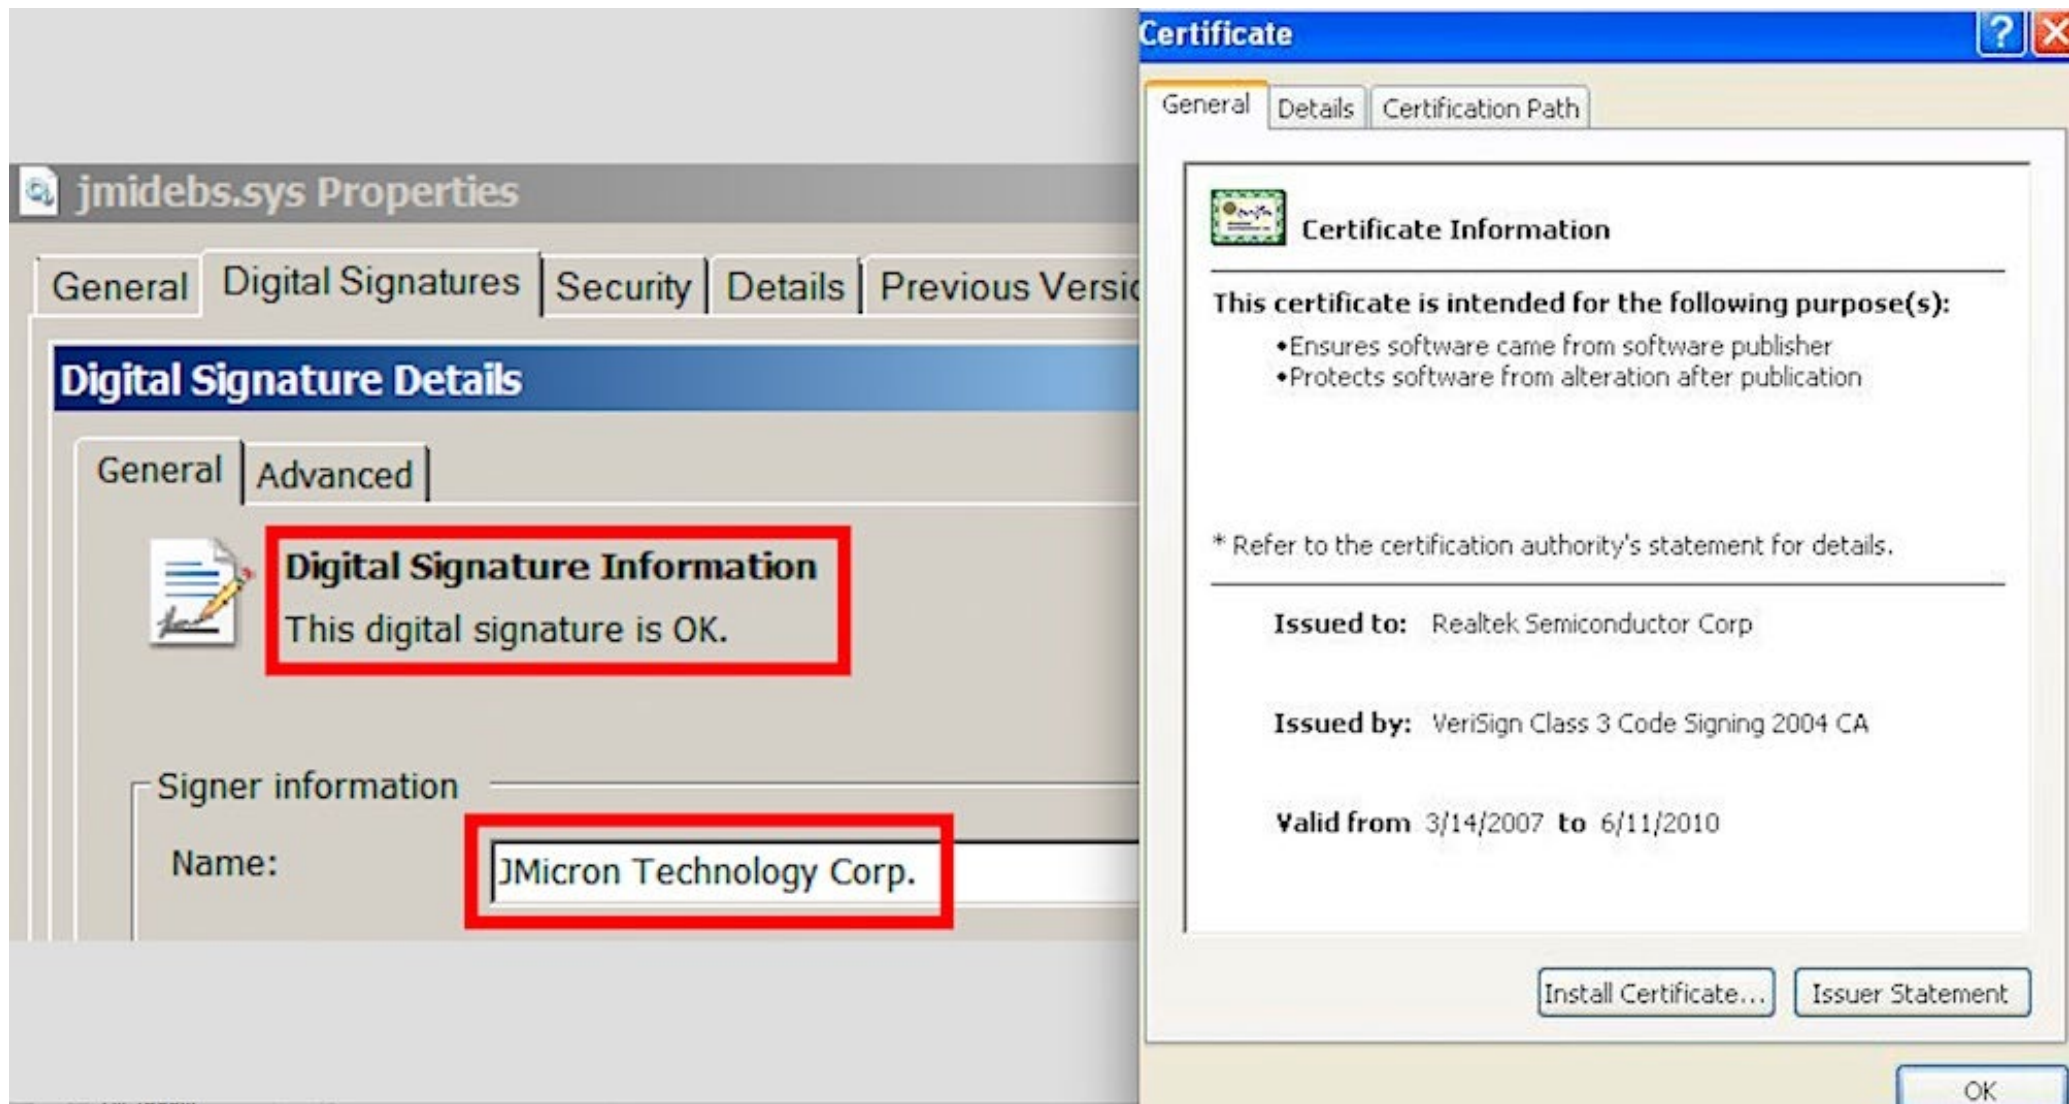 jmidebs.sys Properties
General Digital Signatures Security Details Previous Versic
Digital Signature Details
General Advanced
Digital Signature Information
This digital signature is OK.
Signer information
Name: JMicron Technology Corp.
Certificate
General Details Certification Path
Certificate Information
This certificate is intended for the following purpose(s):
•Ensures software came from software publisher
•Protects software from alteration after publication
* Refer to the certification authority's statement for details.
Issued to: Realtek Semiconductor Corp
Issued by: VeriSign Class 3 Code Signing 2004 CA
Valid from 3/14/2007 to 6/11/2010
Install Certificate... Issuer Statement
OK